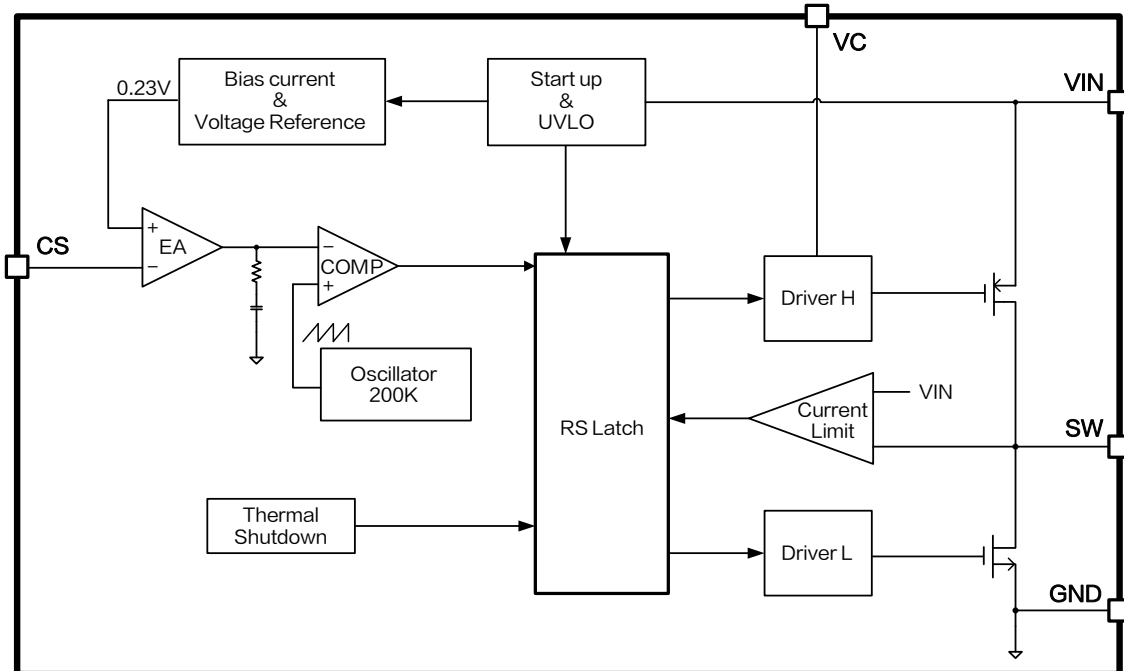 VC
VIN
0.23V
Bias current
&
Voltage Reference
Start up
&
UVLO
CS
+
EA
−
−
COMP
+
Oscillator
200K
RS Latch
Driver H
VIN
Current
Limit
SW
Thermal
Shutdown
Driver L
GND